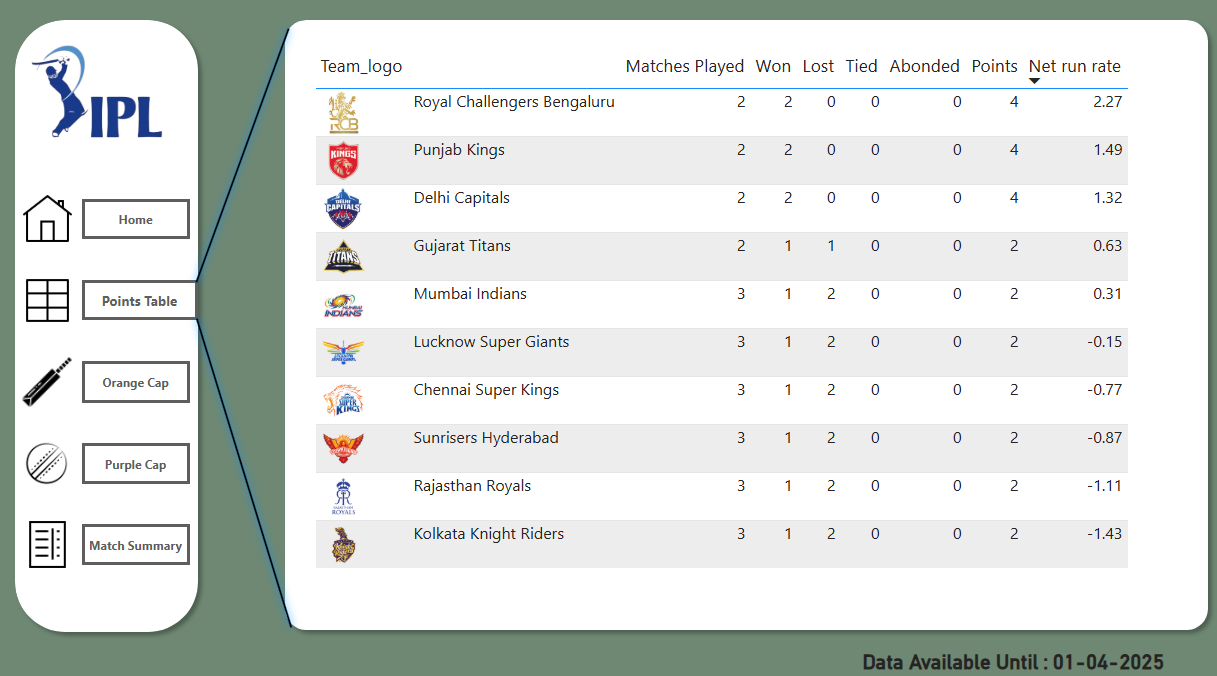 IPL
Home
Points Table
Orange Cap
Purple Cap
Match Summary
Team_logo Matches Played Won Lost Tied Abonded Points Net run rate
RCB Royal Challengers Bengaluru 2 2 0 0 0 4 2.27
KINGS Punjab Kings 2 2 0 0 0 4 1.49
DELHI CAPITALS Delhi Capitals 2 2 0 0 0 4 1.32
TITANS Gujarat Titans 2 1 1 0 0 2 0.63
MUMBAI INDIANS Mumbai Indians 3 1 2 0 0 2 0.31
Lucknow Super Giants 3 1 2 0 0 2 -0.15
SUPER KINGS Chennai Super Kings 3 1 2 0 0 2 -0.77
Sunrisers Hyderabad 3 1 2 0 0 2 -0.87
RAJASTHAN ROYALS Rajasthan Royals 3 1 2 0 0 2 -1.11
Kolkata Knight Riders 3 1 2 0 0 2 -1.43
Data Available Until : 01-04-2025